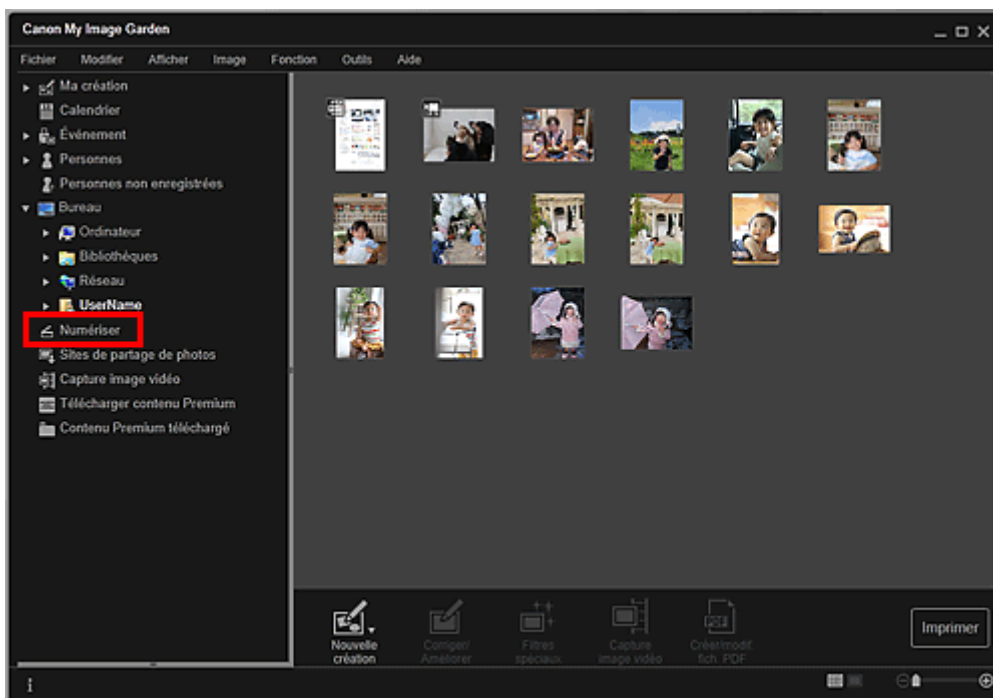 Canon My Image Garden
Fichier Modifier Afficher Image Fonction Outils Aide
Ma création
Calendrier
Événement
Personnes
Personnes non enregistrées
Bureau
Ordinateur
Bibliothèques
Réseau
UserName
Numériser
Sites de partage de photos
Capture image vidéo
Télécharger contenu Premium
Contenu Premium téléchargé
Nouvelle
création
Corriger/
Améliorer
Filtres
spéciaux
Capture
image vidéo
Créer/modif.
fich. PDF
Imprimer